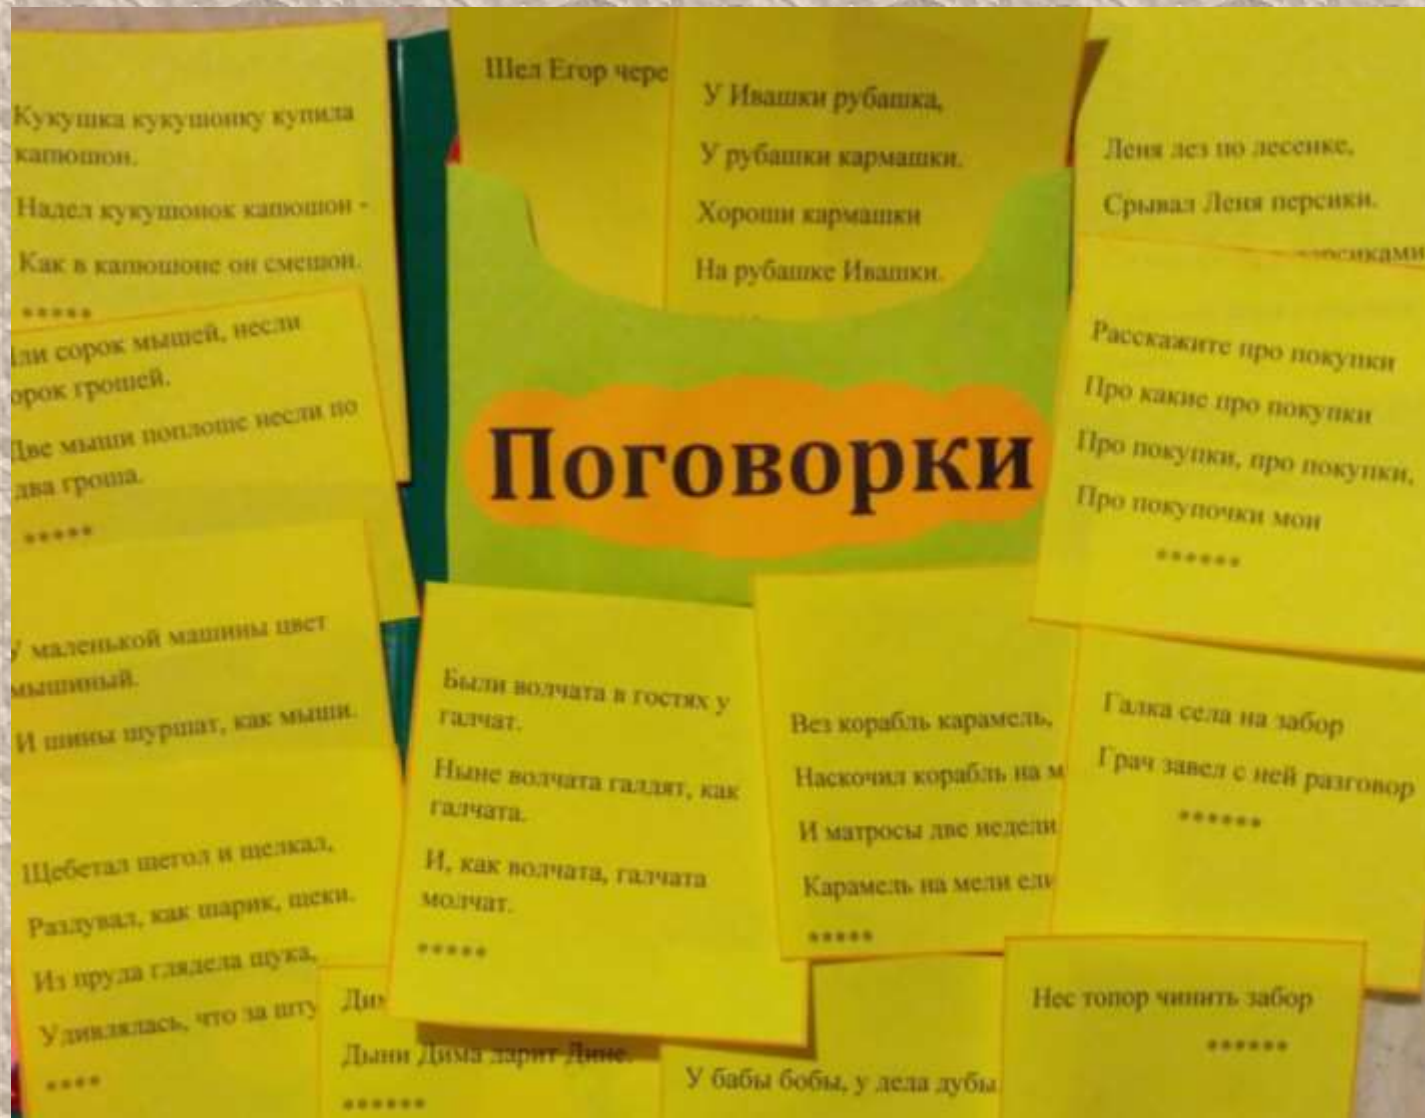 Кукушка кукушонку купила
капюшон.
Надел кукушонок капюшон -
Как в капюшоне он смешон.
*****
сорок мышей, несли
грошей.
Две мыши поплоше несли по
два гроша.
*****
У маленькой машины цвет
мышиный.
И шины шуршат, как мыши.
Щебетал щегол и щелкал,
Раздувал, как шарик, щеки.
Из пруда глядела щука,
Удивлялась, что за
****
Шел Егор
У Ивашки рубашка,
У рубашки кармашки.
Хороши кармашки
На рубашке Ивашки.
Поговорки
Были волчата в гостях у
галчат.
Ныне волчата галдят, как
галчата.
И, как волчата, галчата
молчат.
*****
Дыни Дима дарит Дине.
******
Вез корабль карамель,
Наскочил корабль на
И матросы две недели
Карамель на мели
*****
У бабы бобы, у деда дубы
Леня лез по лесенке,
Срывал Леня персики.
Расскажите про покупки
Про какие про покупки
Про покупки, про покупки,
Про покупочки мои
******
Галка села на забор
Грач завел с ней разговор
******
Нес топор чинить забор
******